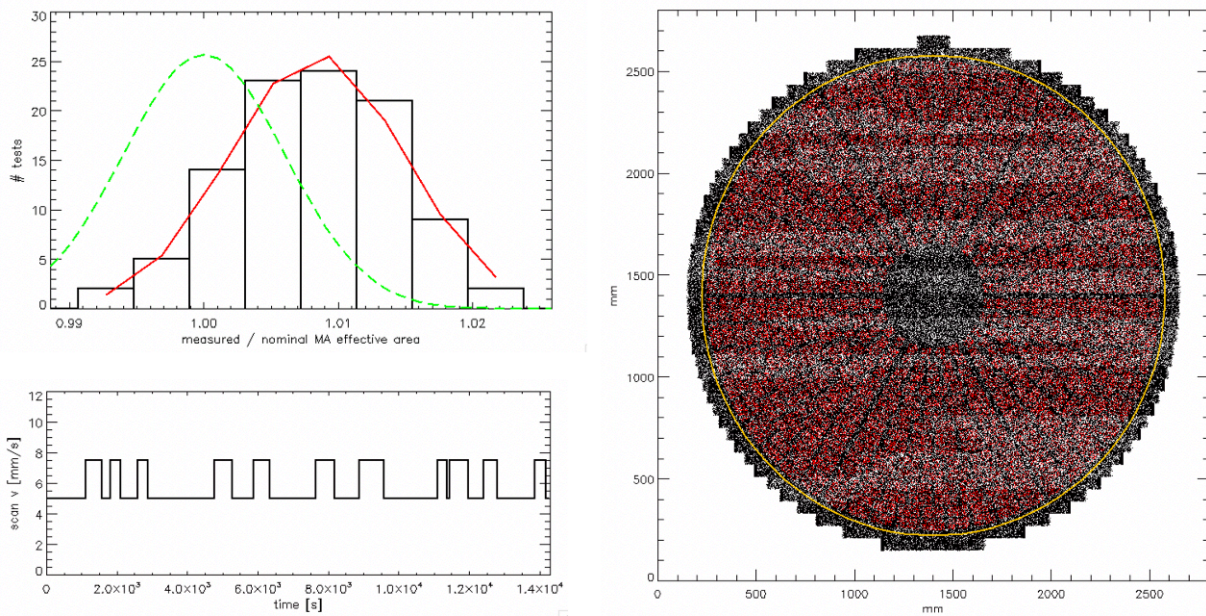 30
25
20
15
10
5
0
# tests
0.99 1.00 1.01 1.02
measured / nominal MA effective area
12
10
8
6
4
2
0
scan v [mm/s]
0 2.0×10³ 4.0×10³ 6.0×10³ 8.0×10³ 1.0×10⁴ 1.2×10⁴ 1.4×10⁴
time [s]
2500
2000
1500
1000
500
0
mm
0 500 1000 1500 2000 2500
mm